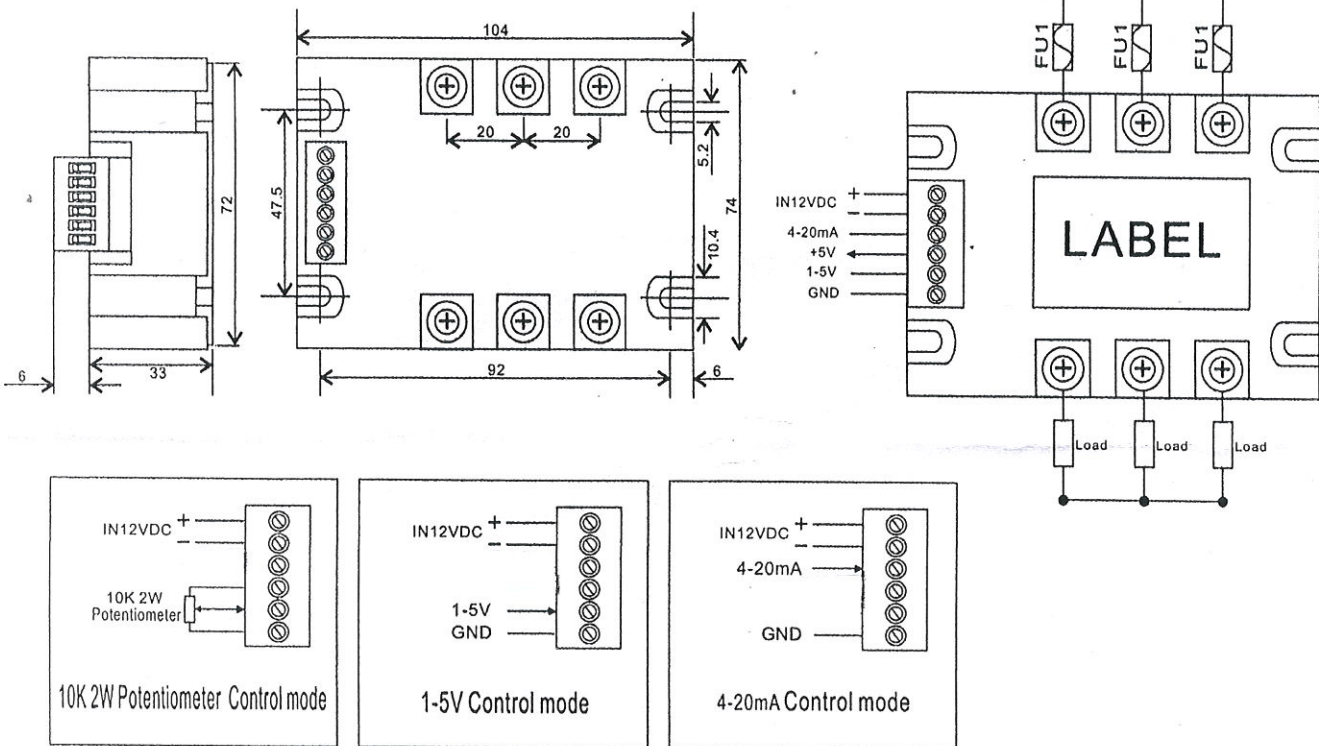 104
20
20
5.2
47.5
74
10.4
72
33
6
92
6
FU1
FU1
FU1
IN12VDC + −
4-20mA
+5V
1-5V
GND
LABEL
Load
Load
Load
IN12VDC + −
10K 2W
Potentiometer
10K 2W Potentiometer Control mode
IN12VDC + −
1-5V
GND
1-5V Control mode
IN12VDC + −
4-20mA
GND
4-20mA Control mode